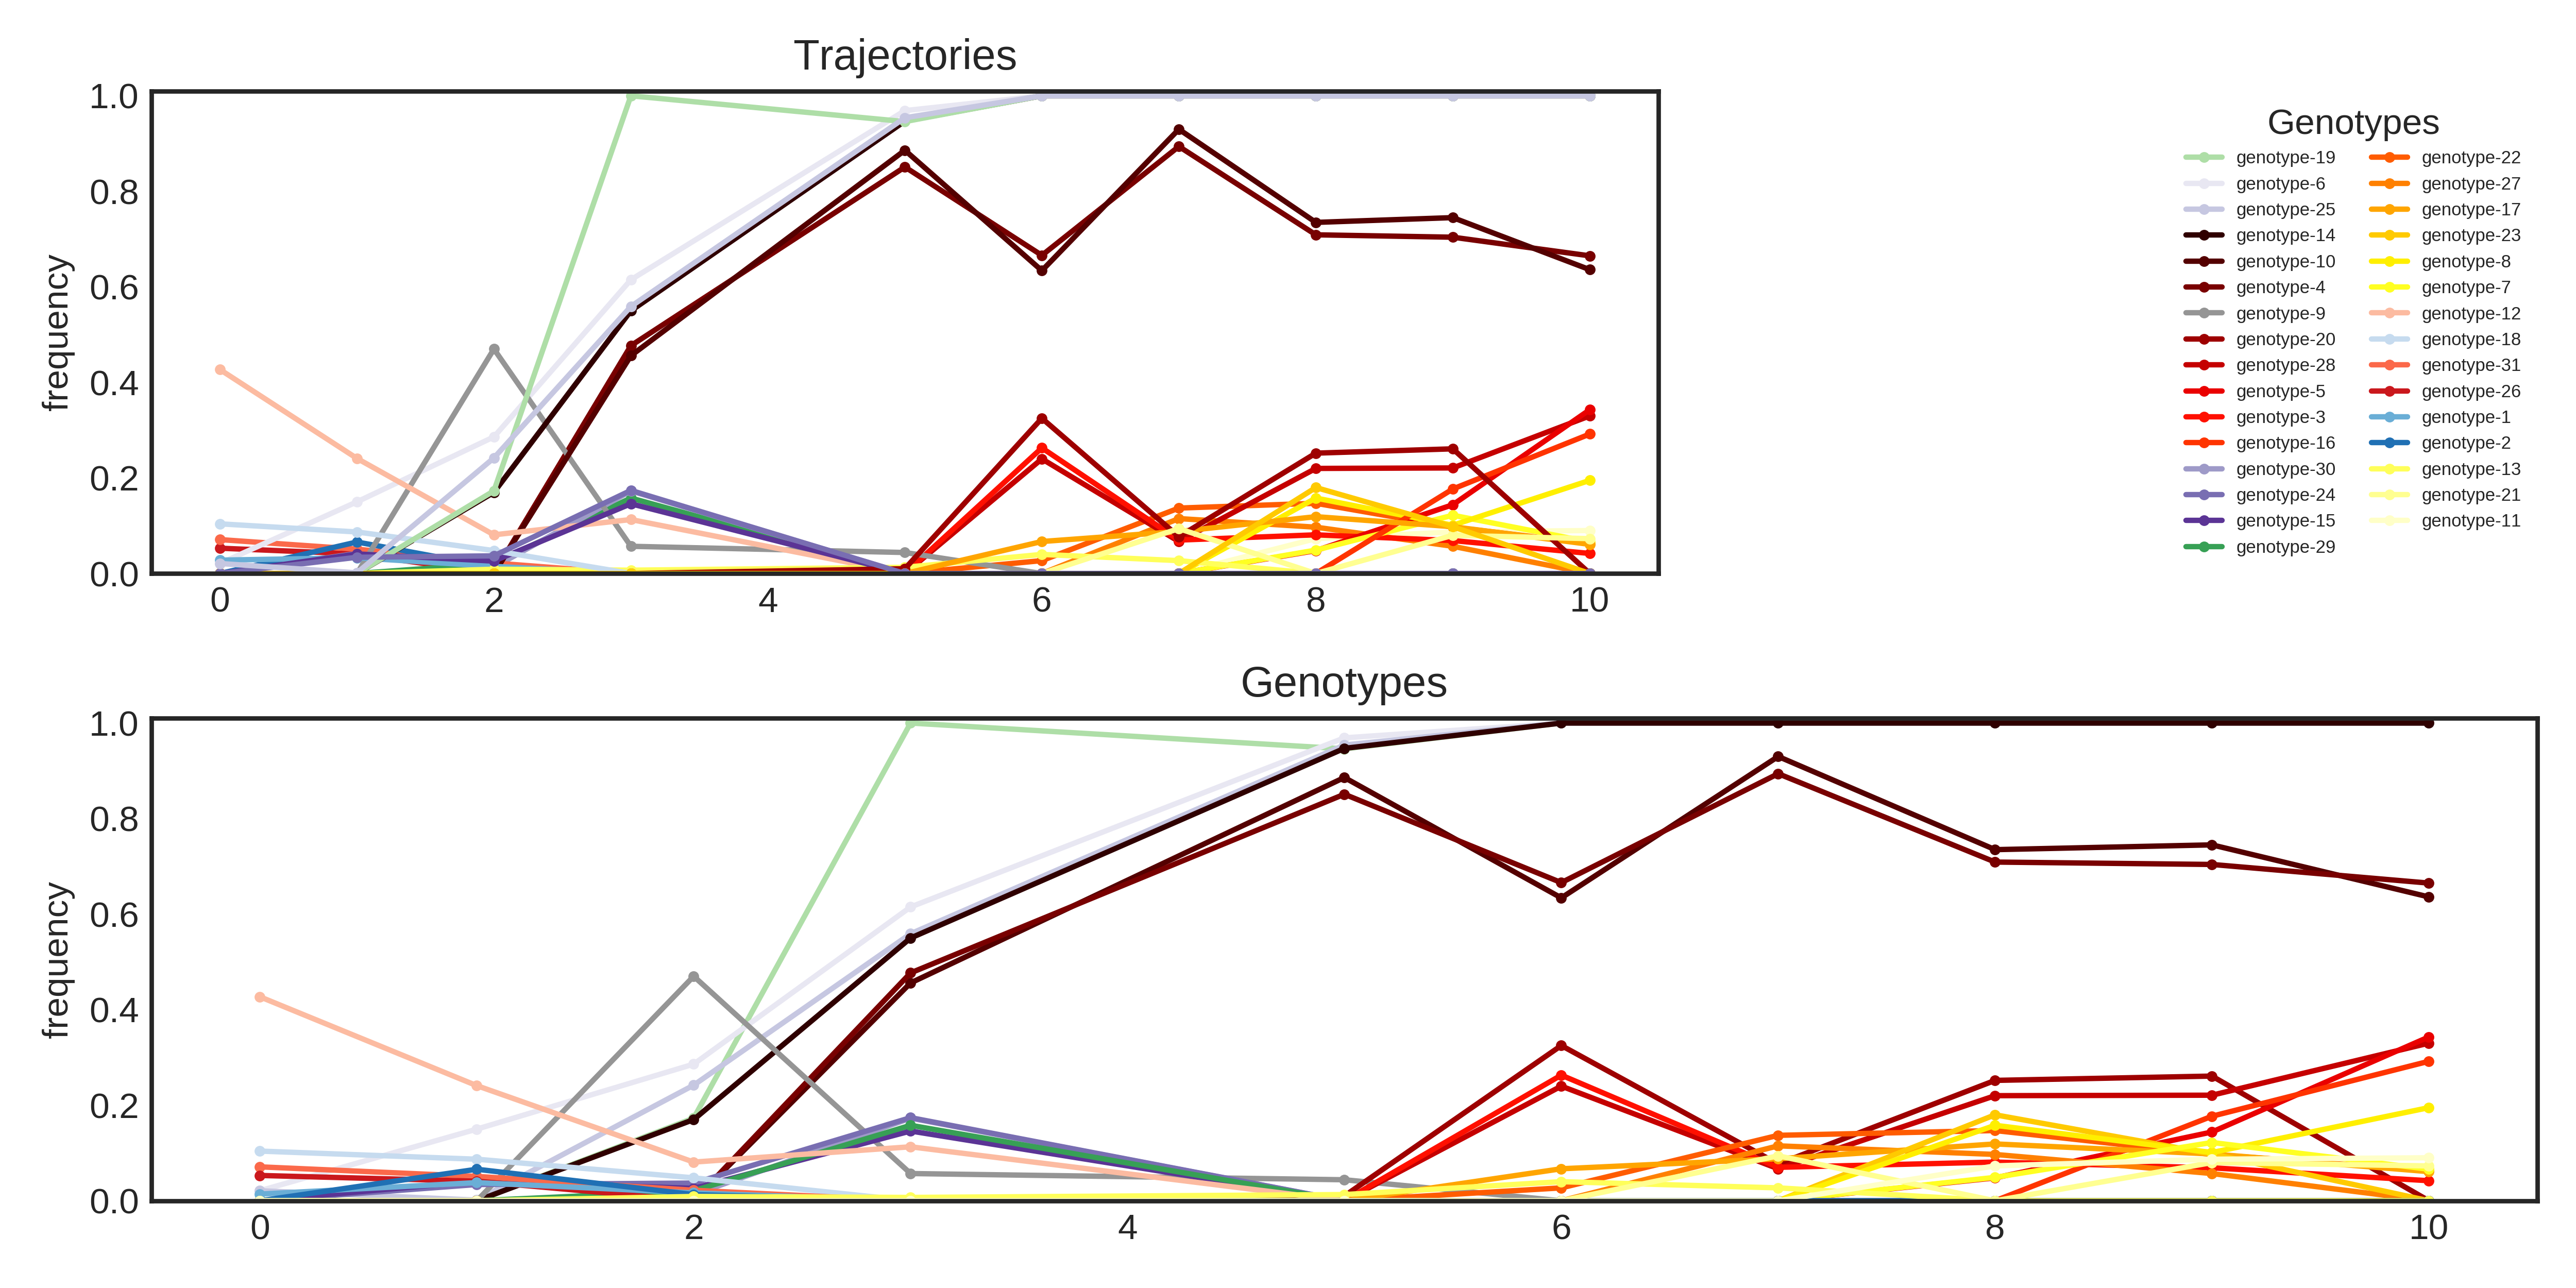 Trajectories
1.0
0.8
0.6
0.4
0.2
0.0
frequency
0 2 4 6 8 10
Genotypes
genotype-19 genotype-22
genotype-6 genotype-27
genotype-25 genotype-17
genotype-14 genotype-23
genotype-10 genotype-8
genotype-4 genotype-7
genotype-9 genotype-12
genotype-20 genotype-18
genotype-28 genotype-31
genotype-5 genotype-26
genotype-3 genotype-1
genotype-16 genotype-2
genotype-30 genotype-13
genotype-24 genotype-21
genotype-15 genotype-11
genotype-29
Genotypes
1.0
0.8
0.6
0.4
0.2
0.0
frequency
0 2 4 6 8 10